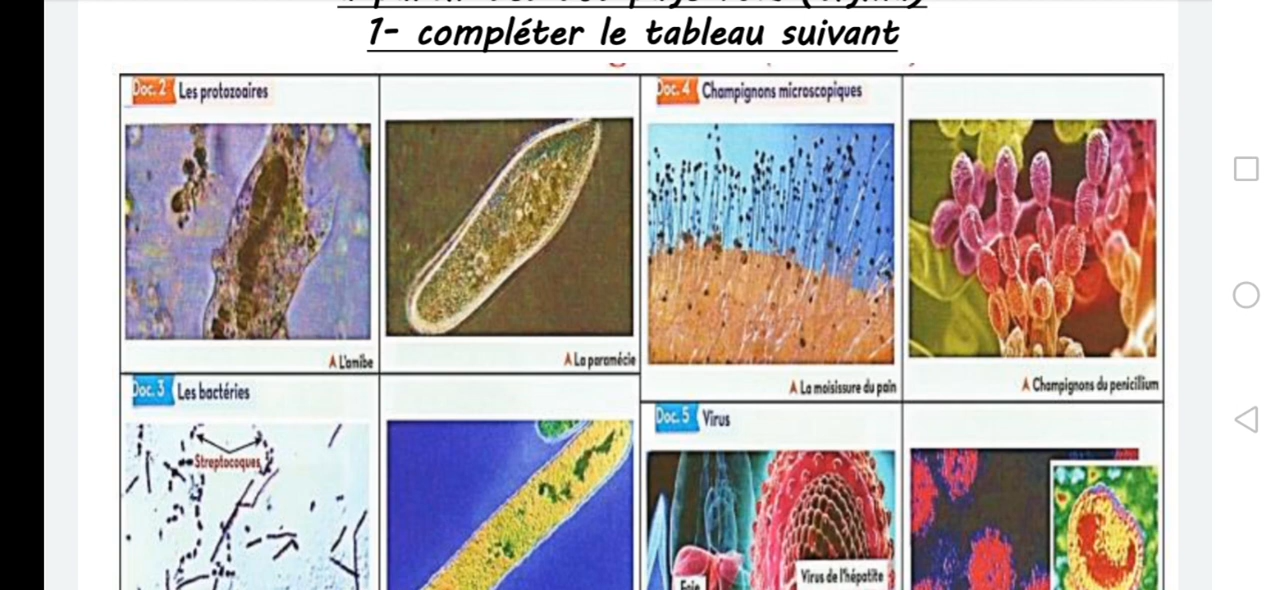 1- compléter le tableau suivant
Doc. 2 Les protozoaires
L'amibe
La paramécie
Doc. 4 Champignons microscopiques
La moisissure du pain
Champignons du penicillium
Doc. 3 Les bactéries
Streptocoques
Doc. 5 Virus
Foie
Virus de l'hépatite